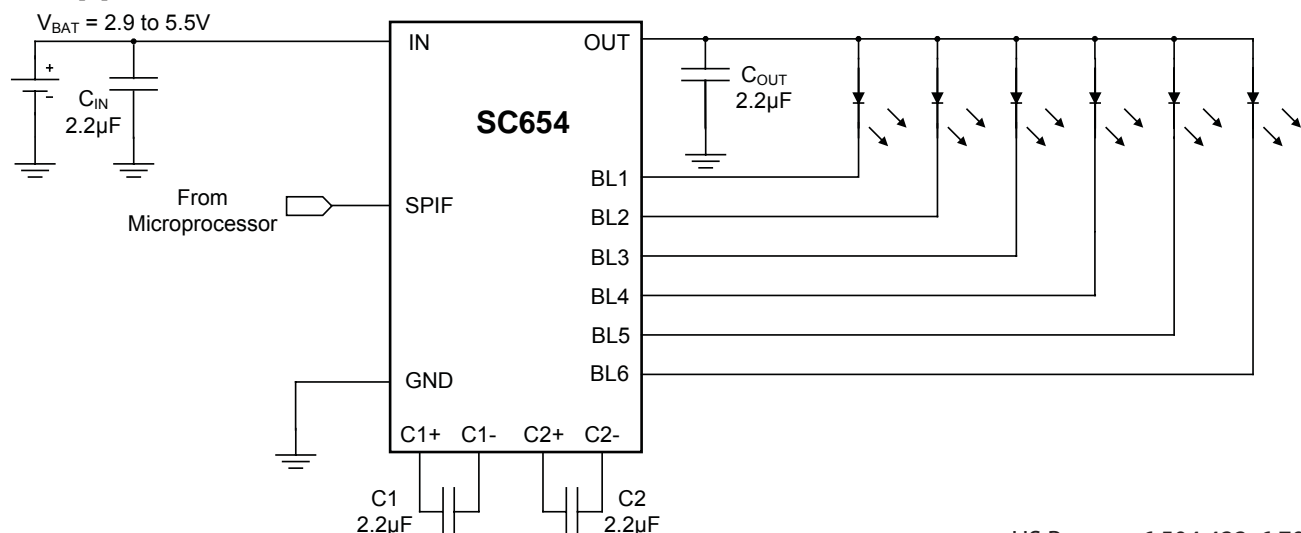 V_BAT = 2.9 to 5.5V
IN
OUT
+
–
C_IN
2.2µF
C_OUT
2.2µF
SC654
From
Microprocessor
SPIF
BL1
BL2
BL3
BL4
BL5
BL6
GND
C1+ C1- C2+ C2-
C1
2.2µF
C2
2.2µF